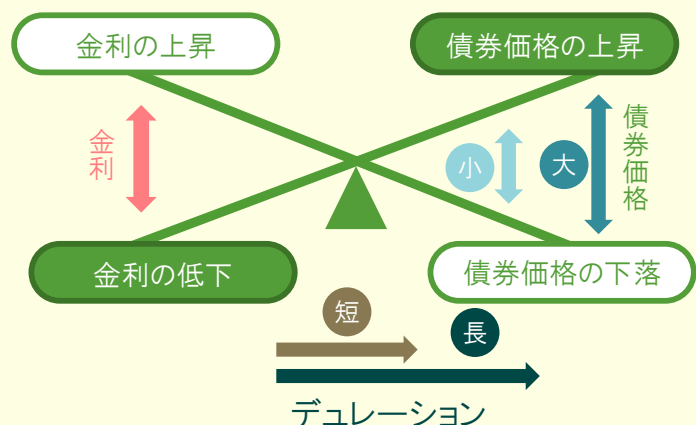 金利の上昇
債券価格の上昇
金利
小
大
債券価格
金利の低下
債券価格の下落
短
長
デュレーション